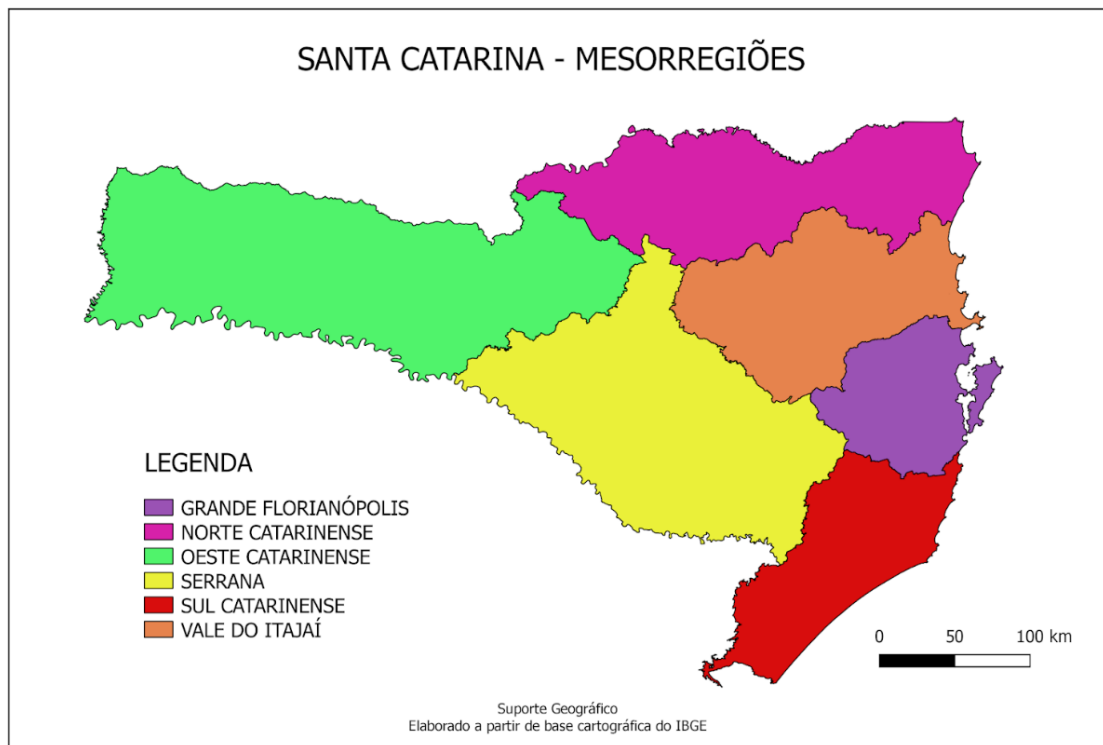 SANTA CATARINA - MESORREGIÕES
LEGENDA
GRANDE FLORIANÓPOLIS
NORTE CATARINENSE
OESTE CATARINENSE
SERRANA
SUL CATARINENSE
VALE DO ITAJAÍ
0 50 100 km
Suporte Geográfico
Elaborado a partir de base cartográfica do IBGE